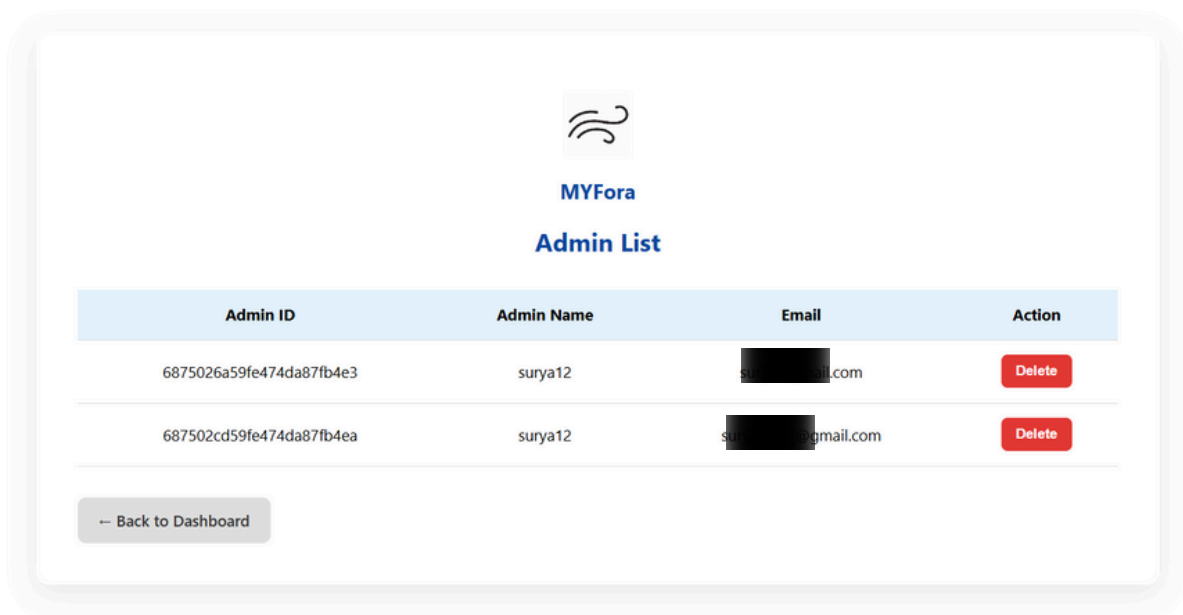 MYFora
Admin List
Admin ID Admin Name Email Action
6875026a59fe474da87fb4e3 surya12 .com Delete
687502cd59fe474da87fb4ea surya12 @gmail.com Delete
← Back to Dashboard